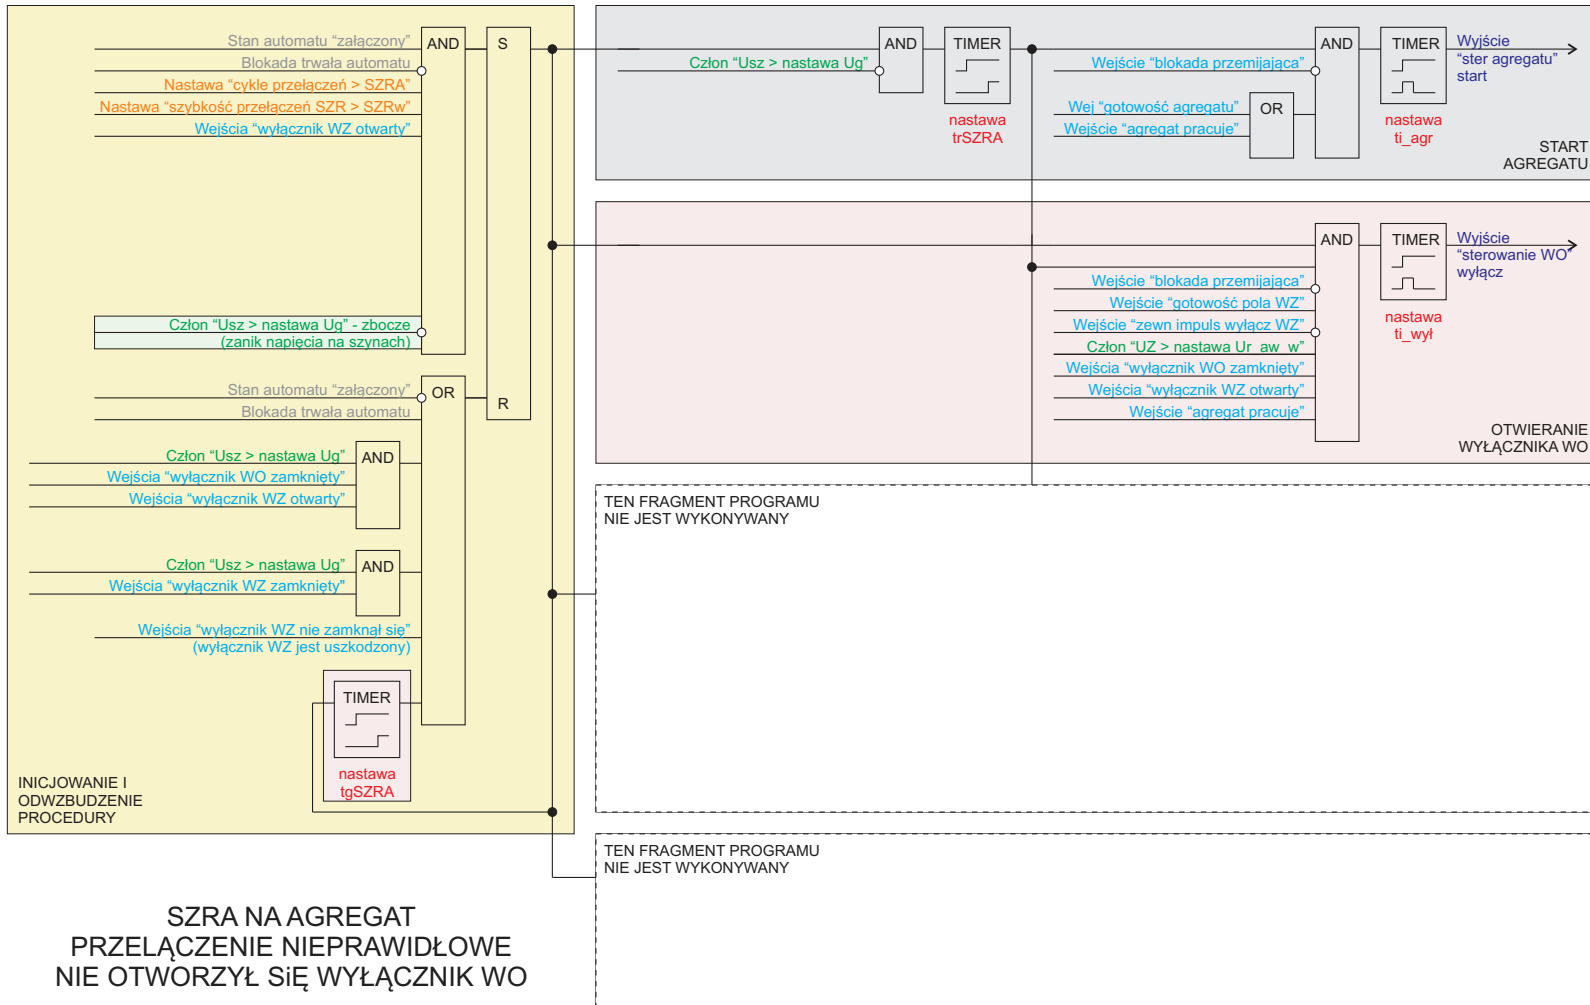 Stan automatu “załączony”
Blokada trwała automatu
Nastawa “cykle przełączeń > SZRA”
Nastawa “szybkość przełączeń SZR > SZRw”
Wejścia “wyłącznik WZ otwarty”
AND
S
Człon “Usz > nastawa Ug” - zbocze
(zanik napięcia na szynach)
Stan automatu “załączony”
Blokada trwała automatu
OR
R
Człon “Usz > nastawa Ug”
Wejścia “wyłącznik WO zamknięty”
Wejścia “wyłącznik WZ otwarty”
AND
Człon “Usz > nastawa Ug”
Wejścia “wyłącznik WZ zamknięty"
AND
Wejścia “wyłącznik WZ nie zamknął się”
(wyłącznik WZ jest uszkodzony)
TIMER
nastawa
tgSZRA
INICJOWANIE I
ODWZBUDZENIE
PROCEDURY
Człon “Usz > nastawa Ug”
AND
TIMER
nastawa
trSZRA
Wejście “blokada przemijająca”
Wej “gotowość agregatu”
Wejście “agregat pracuje”
OR
AND
TIMER
nastawa
ti_agr
Wyjście
“ster agregatu”
start
START
AGREGATU
Wejście “blokada przemijająca”
Wejście “gotowość pola WZ”
Wejście “zewn impuls wyłącz WZ”
Człon “UZ > nastawa Ur_aw_w”
Wejścia “wyłącznik WO zamknięty”
Wejścia “wyłącznik WZ otwarty”
Wejście “agregat pracuje”
AND
TIMER
nastawa
ti_wył
Wyjście
“sterowanie WO”
wyłącz
OTWIERANIE
WYŁĄCZNIKA WO
TEN FRAGMENT PROGRAMU
NIE JEST WYKONYWANY
TEN FRAGMENT PROGRAMU
NIE JEST WYKONYWANY
SZRA NA AGREGAT
PRZELĄCZENIE NIEPRAWIDŁOWE
NIE OTWORZYŁ SiĘ WYŁĄCZNIK WO